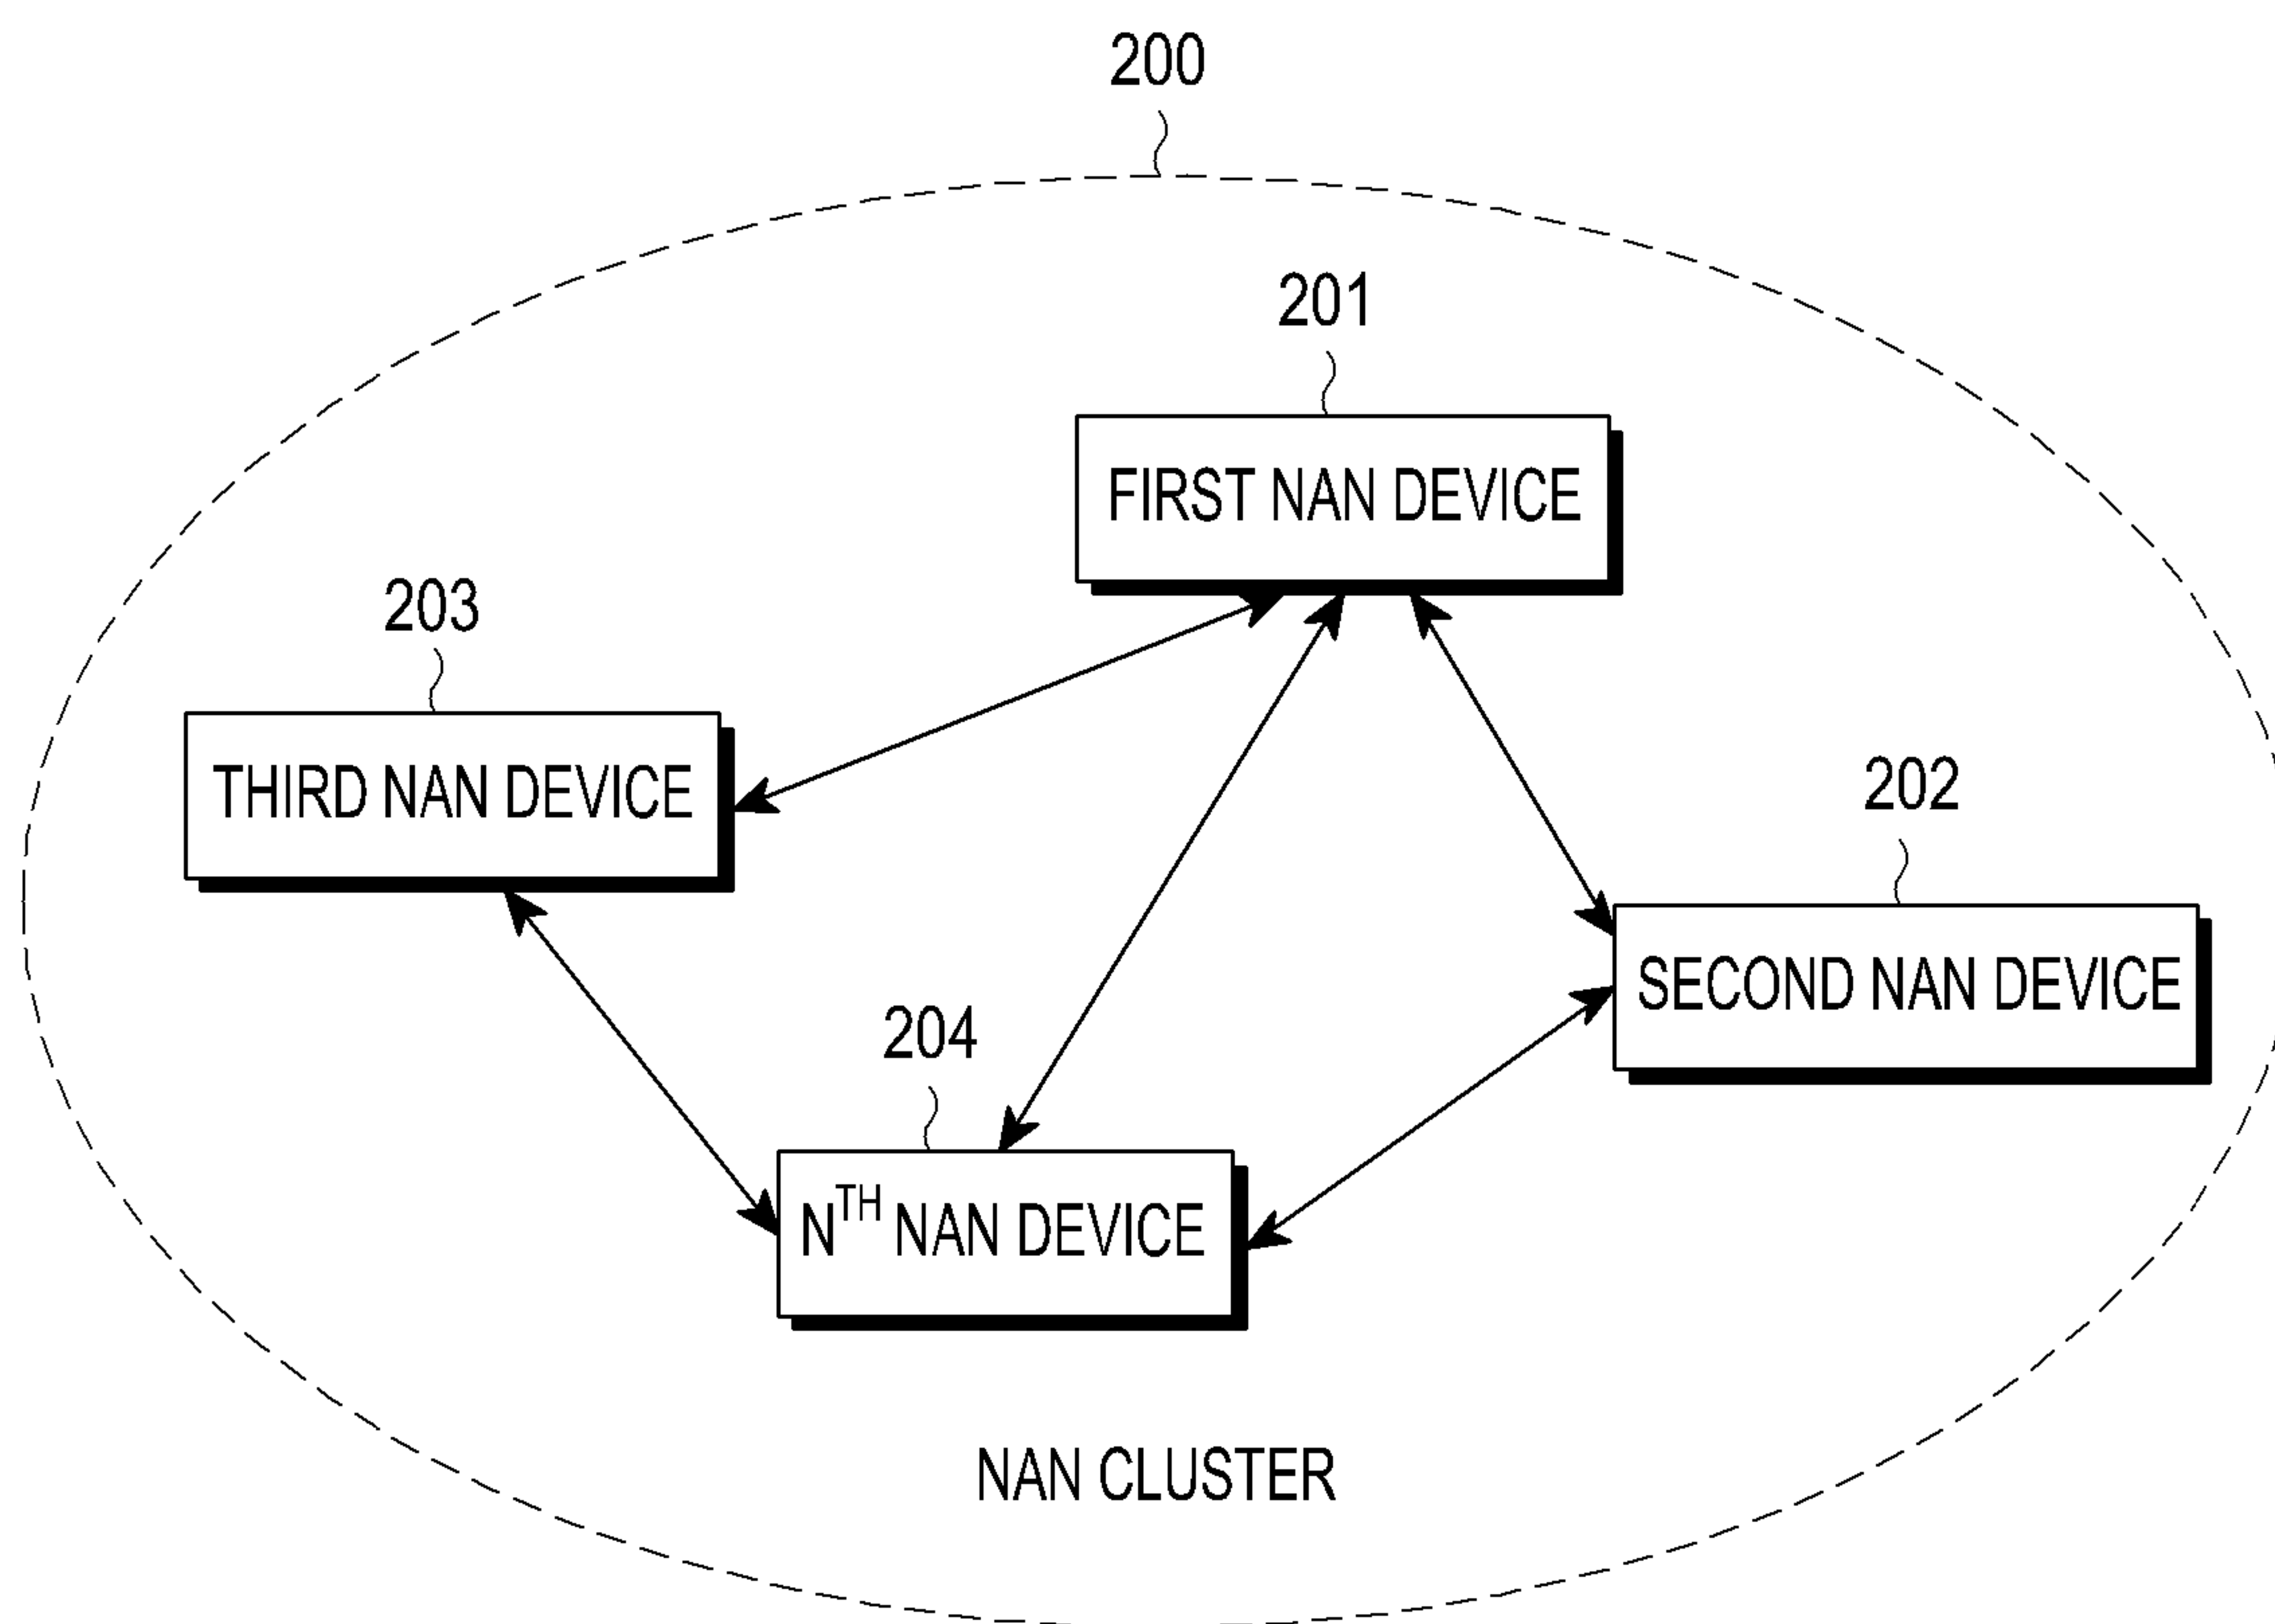 200
201
FIRST NAN DEVICE
203
THIRD NAN DEVICE
202
SECOND NAN DEVICE
204
NTH NAN DEVICE
NAN CLUSTER